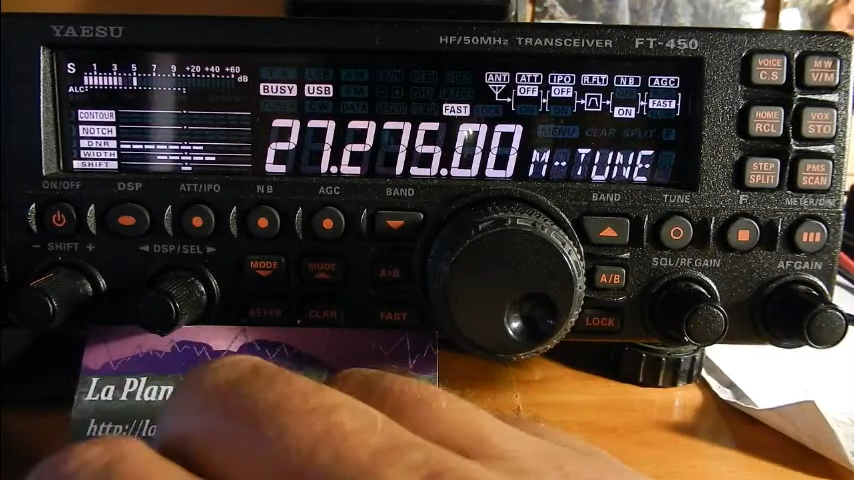 YAESU
HF/50MHz TRANSCEIVER FT-450
S 1 3 5 7 9 +20 +40 +60 dB
ALC
BUSY USB
FAST
ANT ATT IPO R.FLT NB AGC
OFF OFF OFF
ON FAST
MENU CLAR SPLIT F
CONTOUR
NOTCH
DNR
WIDTH
SHIFT
27.275.00 M-TUNE
VOICE C.S
MW V/M
HOME RCL
VOX STO
STEP SPLIT
PMS SCAN
ON/OFF DSP ATT/IPO NB AGC BAND
BAND TUNE F METER/DIM
- SHIFT + ◄ DSP/SEL ►
MODE MODE A=B
A/B SQL/RF GAIN AF GAIN
KEYER CLAR FAST LOCK
La Plan
http://lo